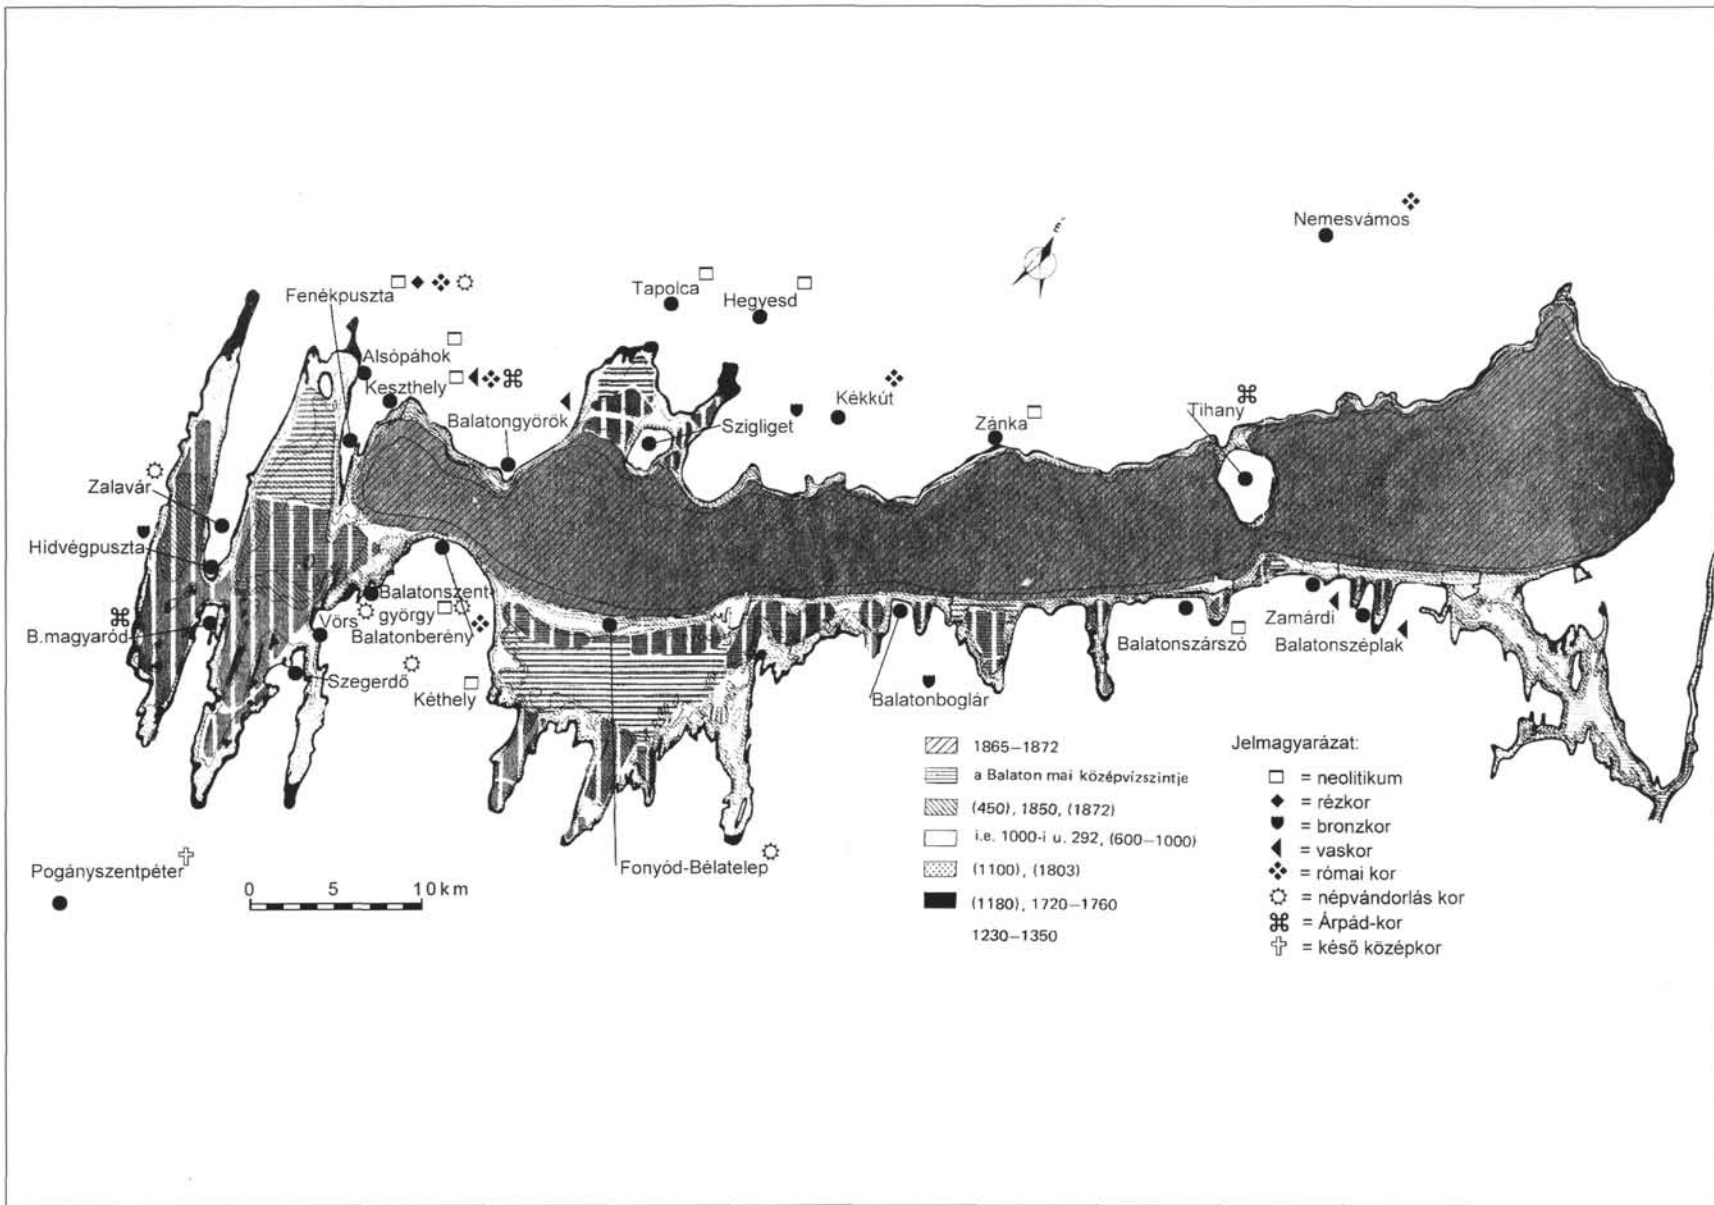 É
Nemesvámos
Fenékpuszta
Tapolca
Hegyesd
Alsópáhok
Keszthely
Balatongyörök
Szigliget
Kékkút
Zánka
Tihany
Zalavár
Hídvégpuszta
B.magyaród
Vörs
Balatonszent-
györgy
Balatonberény
Szegerdő
Kéthely
Balatonboglár
Balatonszárszó
Zamárdi
Balatonszéplak
Pogányszentpéter
Fonyód-Bélatelep
0 5 10 km
1865–1872
a Balaton mai középvízszintje
(450), 1850, (1872)
i.e. 1000-i u. 292, (600–1000)
(1100), (1803)
(1180), 1720–1760
1230–1350
Jelmagyarázat:
= neolitikum
= rézkor
= bronzkor
= vaskor
= római kor
= népvándorlás kor
= Árpád-kor
= késő középkor